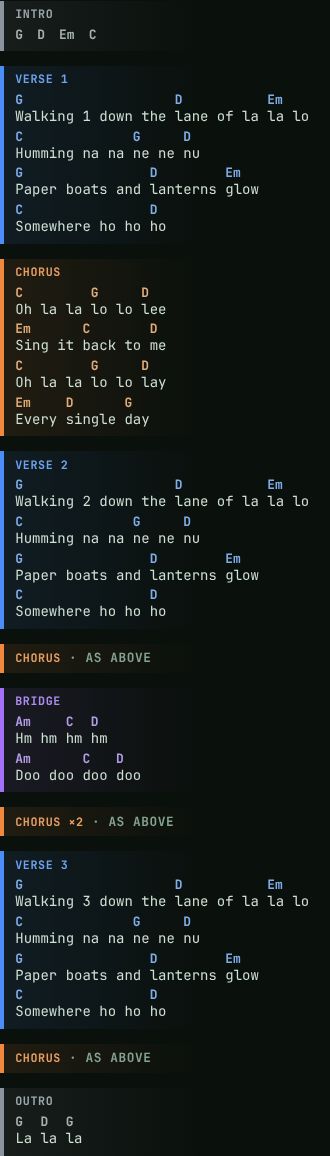 INTRO
G D Em C
VERSE 1
G D Em
Walking 1 down the lane of la la lo
C G D
Humming na na ne ne nu
G D Em
Paper boats and lanterns glow
C D
Somewhere ho ho ho
CHORUS
C G D
Oh la la lo lo lee
Em C D
Sing it back to me
C G D
Oh la la lo lo lay
Em D G
Every single day
VERSE 2
G D Em
Walking 2 down the lane of la la lo
C G D
Humming na na ne ne nu
G D Em
Paper boats and lanterns glow
C D
Somewhere ho ho ho
CHORUS · AS ABOVE
BRIDGE
Am C D
Hm hm hm hm
Am C D
Doo doo doo doo
CHORUS ×2 · AS ABOVE
VERSE 3
G D Em
Walking 3 down the lane of la la lo
C G D
Humming na na ne ne nu
G D Em
Paper boats and lanterns glow
C D
Somewhere ho ho ho
CHORUS · AS ABOVE
OUTRO
G D G
La la la